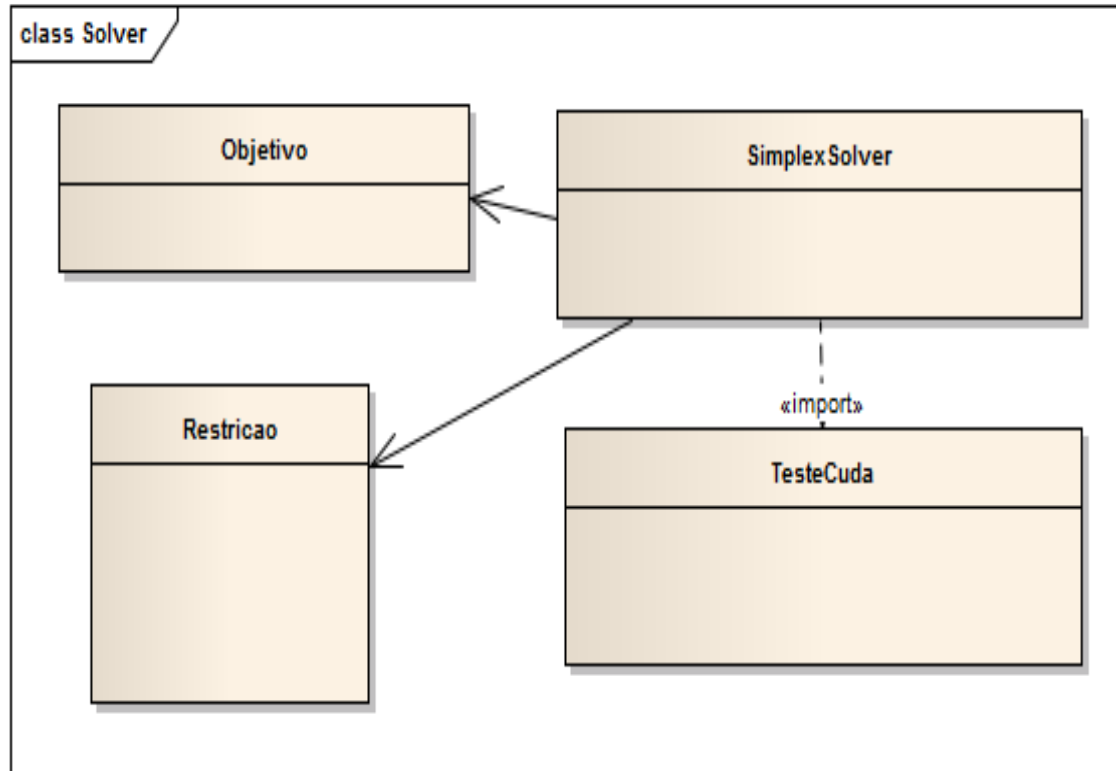 class Solver
Objetivo
SimplexSolver
Restricao
«import»
TesteCuda